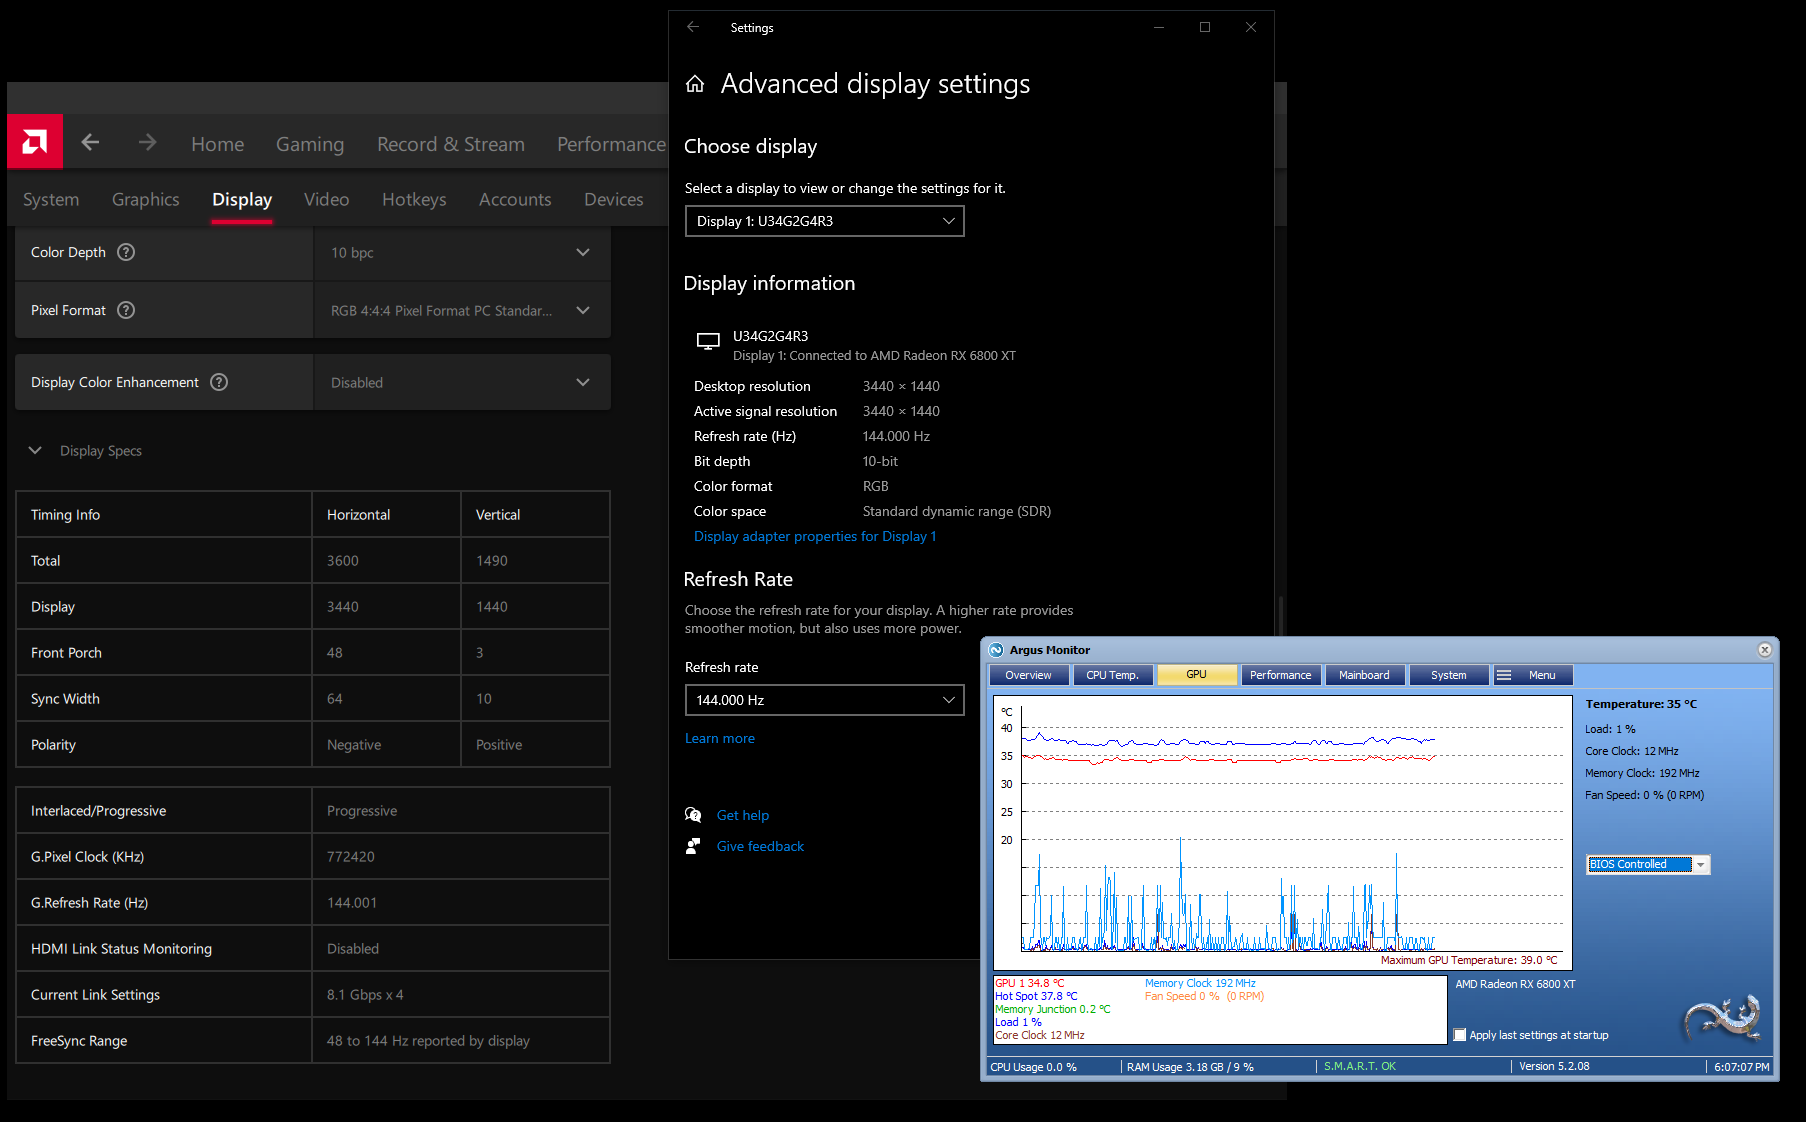 Home Gaming Record & Stream Performance
System Graphics Display Video Hotkeys Accounts Devices
Color Depth ? 10 bpc
Pixel Format ? RGB 4:4:4 Pixel Format PC Standar...
Display Color Enhancement ? Disabled
Display Specs
Timing Info Horizontal Vertical
Total 3600 1490
Display 3440 1440
Front Porch 48 3
Sync Width 64 10
Polarity Negative Positive
Interlaced/Progressive Progressive
G.Pixel Clock (KHz) 772420
G.Refresh Rate (Hz) 144.001
HDMI Link Status Monitoring Disabled
Current Link Settings 8.1 Gbps x 4
FreeSync Range 48 to 144 Hz reported by display
Settings
Advanced display settings
Choose display
Select a display to view or change the settings for it.
Display 1: U34G2G4R3
Display information
U34G2G4R3
Display 1: Connected to AMD Radeon RX 6800 XT
Desktop resolution 3440 × 1440
Active signal resolution 3440 × 1440
Refresh rate (Hz) 144.000 Hz
Bit depth 10-bit
Color format RGB
Color space Standard dynamic range (SDR)
Display adapter properties for Display 1
Refresh Rate
Choose the refresh rate for your display. A higher rate provides
smoother motion, but also uses more power.
Refresh rate
144.000 Hz
Learn more
Get help
Give feedback
Argus Monitor
Overview CPU Temp. GPU Performance Mainboard System Menu
°C
40
35
30
25
20
Maximum GPU Temperature: 39.0 °C
Temperature: 35 °C
Load: 1 %
Core Clock: 12 MHz
Memory Clock: 192 MHz
Fan Speed: 0 % (0 RPM)
BIOS Controlled
GPU 1 34.8 °C Memory Clock 192 MHz
Hot Spot 37.8 °C Fan Speed 0 % (0 RPM)
Memory Junction 0.2 °C
Load 1 %
Core Clock 12 MHz
AMD Radeon RX 6800 XT
Apply last settings at startup
CPU Usage 0.0 % RAM Usage 3.18 GB / 9 % S.M.A.R.T. OK Version 5.2.08 6:07:07 PM